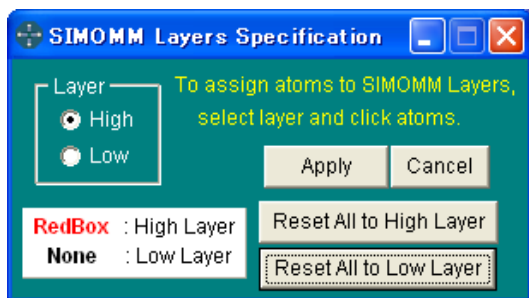 SIMOMM Layers Specification
Layer
High
Low
To assign atoms to SIMOMM Layers,
select layer and click atoms.
Apply
Cancel
RedBox : High Layer
None : Low Layer
Reset All to High Layer
Reset All to Low Layer